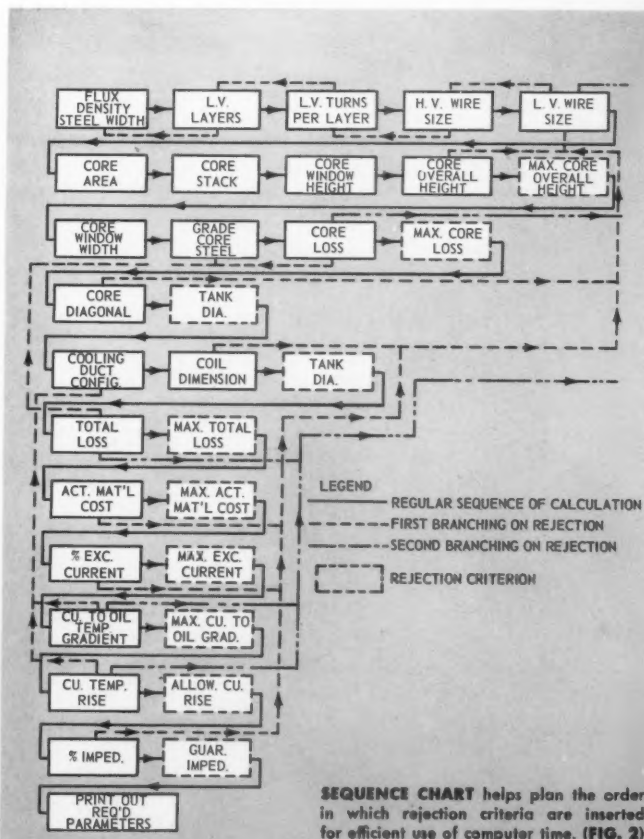 FLUX
DENSITY
STEEL WIDTH
L.V.
LAYERS
L.V. TURNS
PER LAYER
H.V. WIRE
SIZE
L.V. WIRE
SIZE
CORE
AREA
CORE
STACK
CORE
WINDOW
HEIGHT
CORE
OVERALL
HEIGHT
MAX. CORE
OVERALL
HEIGHT
CORE
WINDOW
WIDTH
GRADE
CORE
STEEL
CORE
LOSS
MAX. CORE
LOSS
CORE
DIAGONAL
TANK
DIA.
COOLING
DUCT
CONFIG.
COIL
DIMENSION
TANK
DIA.
TOTAL
LOSS
MAX. TOTAL
LOSS
ACT. MAT'L
COST
MAX. ACT.
MAT'L COST
% EXC.
CURRENT
MAX. EXC.
CURRENT
CU. TO OIL
TEMP
GRADIENT
MAX. CU. TO
OIL GRAD.
CU. TEMP.
RISE
ALLOW. CU.
RISE
% IMPED.
GUAR.
IMPED.
PRINT OUT
REQ'D
PARAMETERS
LEGEND
REGULAR SEQUENCE OF CALCULATION
FIRST BRANCHING ON REJECTION
SECOND BRANCHING ON REJECTION
REJECTION CRITERION
SEQUENCE CHART helps plan the order
in which rejection criteria are inserted
for efficient use of computer time. (FIG. 2)